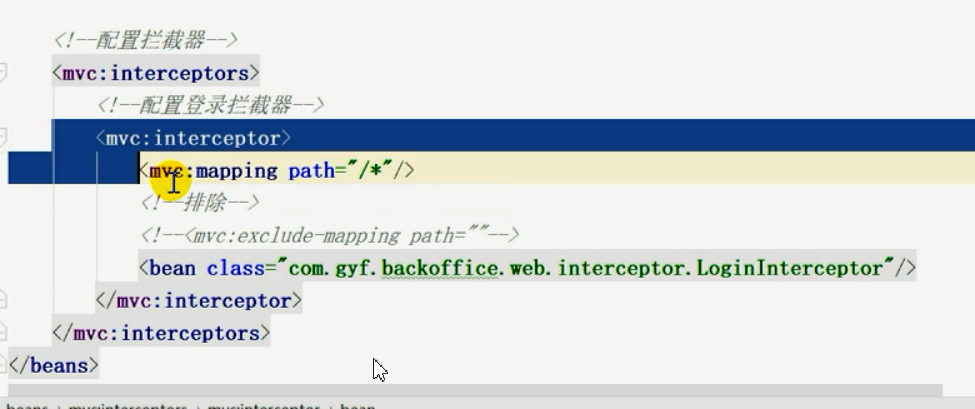 <!--配置拦截器-->
<mvc:interceptors>
<!--配置登录拦截器-->
<mvc:interceptor>
<mvc:mapping path="/*"/>
<!--排除-->
<!--<mvc:exclude-mapping path=""-->
<bean class="com.gyf.backoffice.web.interceptor.LoginInterceptor"/>
</mvc:interceptor>
</mvc:interceptors>
</beans>
beans mvc:interceptors mvc:interceptor bean